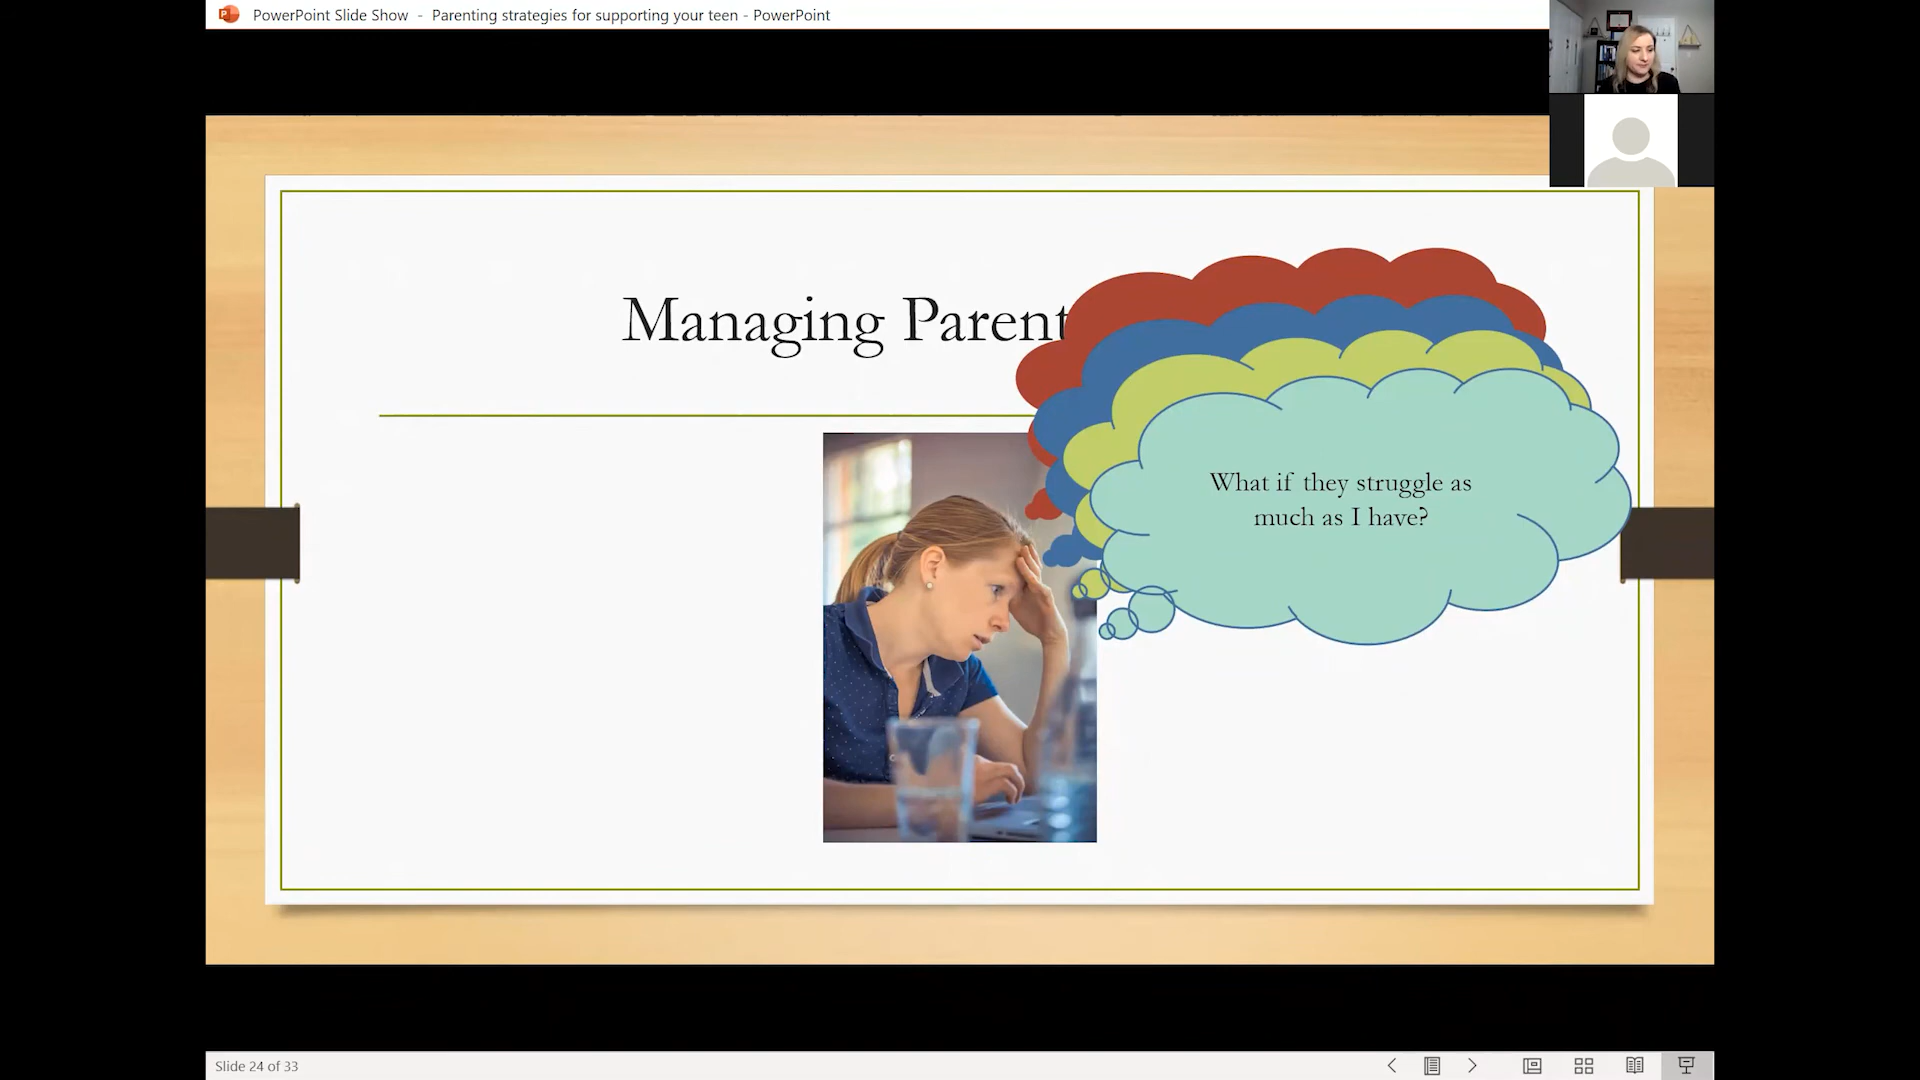 PowerPoint Slide Show - Parenting strategies for supporting your teen - PowerPoint
Managing Parent
What if they struggle as
much as I have?
Slide 24 of 33